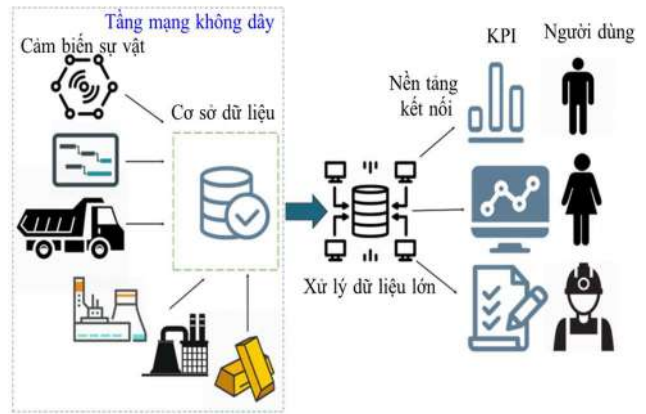 Tầng mạng không dây
Cảm biến sự vật
Cơ sở dữ liệu
Nền tảng
kết nối
Xử lý dữ liệu lớn
KPI
Người dùng